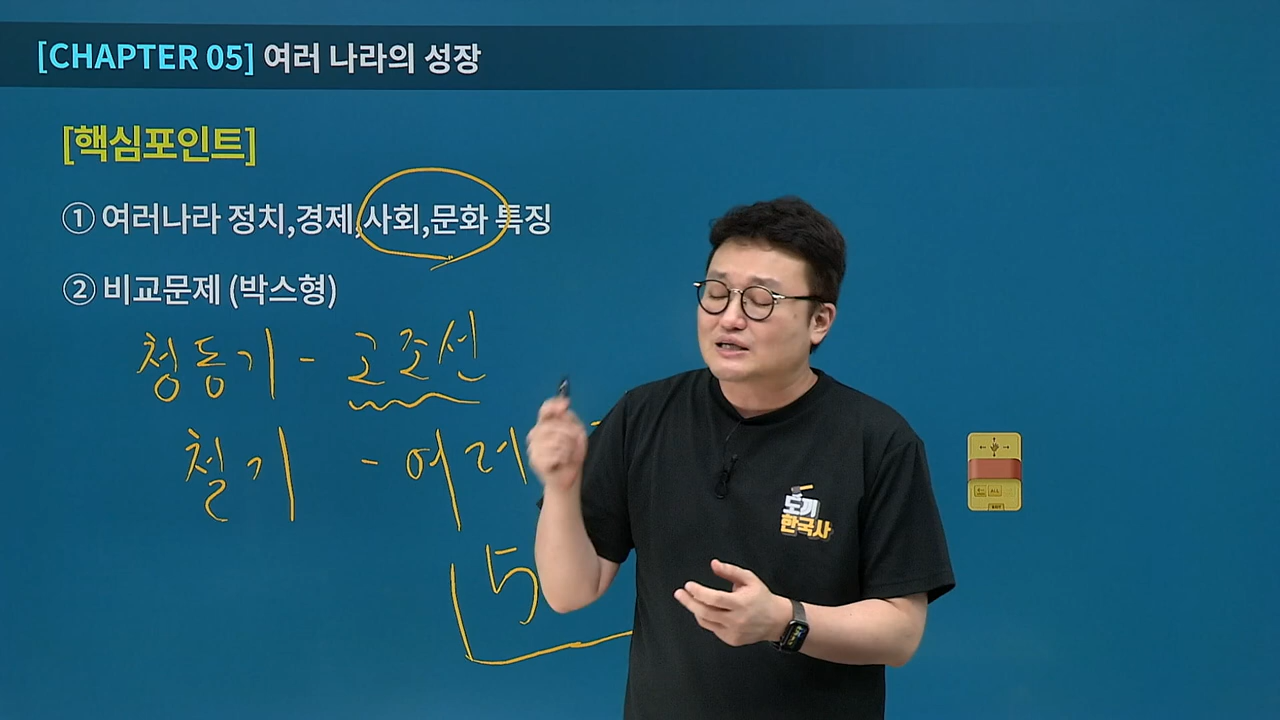 [CHAPTER 05] 여러 나라의 성장
[핵심포인트]
① 여러나라 정치,경제,사회,문화 특징
② 비교문제 (박스형)
청동기 - 고조선
철기 - 여러
5
도끼
한국사